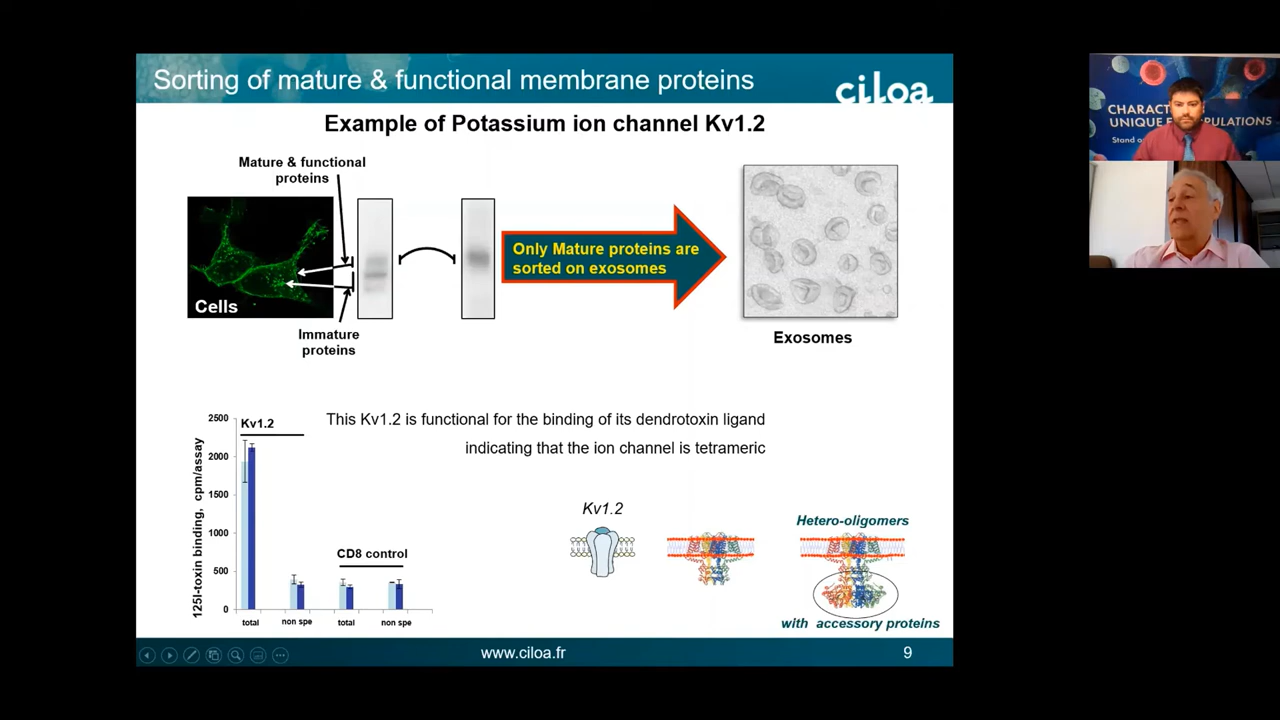 Sorting of mature & functional membrane proteins
ciloa
Example of Potassium ion channel Kv1.2
Mature & functional
proteins
Cells
Immature
proteins
Only Mature proteins are
sorted on exosomes
Exosomes
This Kv1.2 is functional for the binding of its dendrotoxin ligand
indicating that the ion channel is tetrameric
125I-toxin binding, cpm/assay
2500
2000
1500
1000
500
0
Kv1.2
CD8 control
total
non spe
total
non spe
Kv1.2
Hetero-oligomers
with accessory proteins
www.ciloa.fr
9
UNIQUE